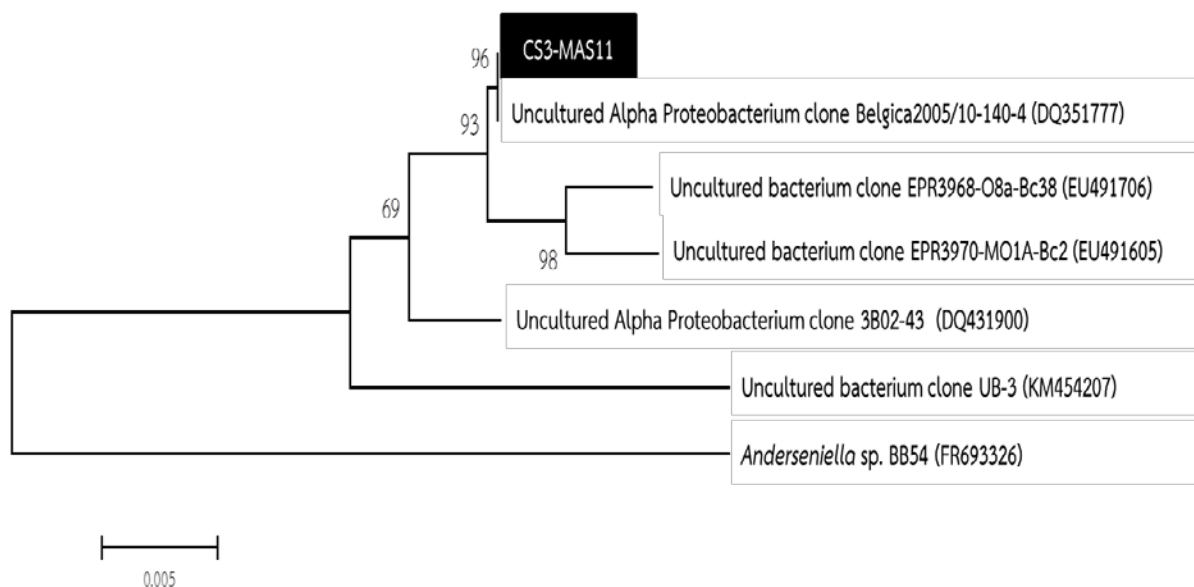 CS3-MAS11
96
Uncultured Alpha Proteobacterium clone Belgica2005/10-140-4 (DQ351777)
93
Uncultured bacterium clone EPR3968-O8a-Bc38 (EU491706)
69
Uncultured bacterium clone EPR3970-MO1A-Bc2 (EU491605)
98
Uncultured Alpha Proteobacterium clone 3B02-43 (DQ431900)
Uncultured bacterium clone UB-3 (KM454207)
Anderseniella sp. BB54 (FR693326)
0.005